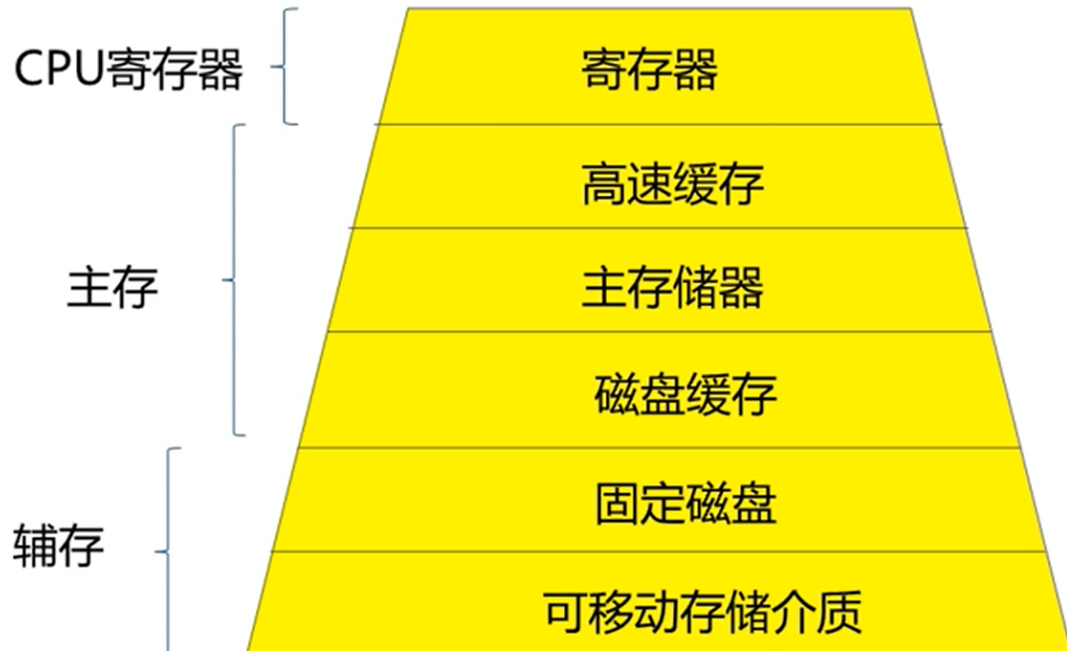 CPU寄存器
寄存器
高速缓存
主存
主存储器
磁盘缓存
固定磁盘
辅存
可移动存储介质